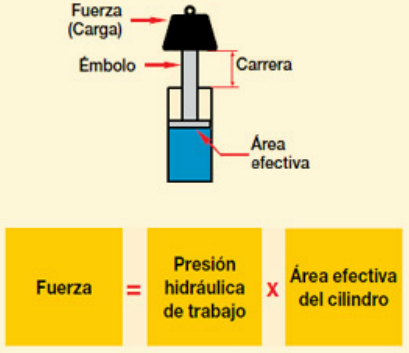 Fuerza
(Carga)
Émbolo
Carrera
Área
efectiva
Fuerza
=
Presión
hidráulica
de trabajo
x
Área efectiva
del cilindro